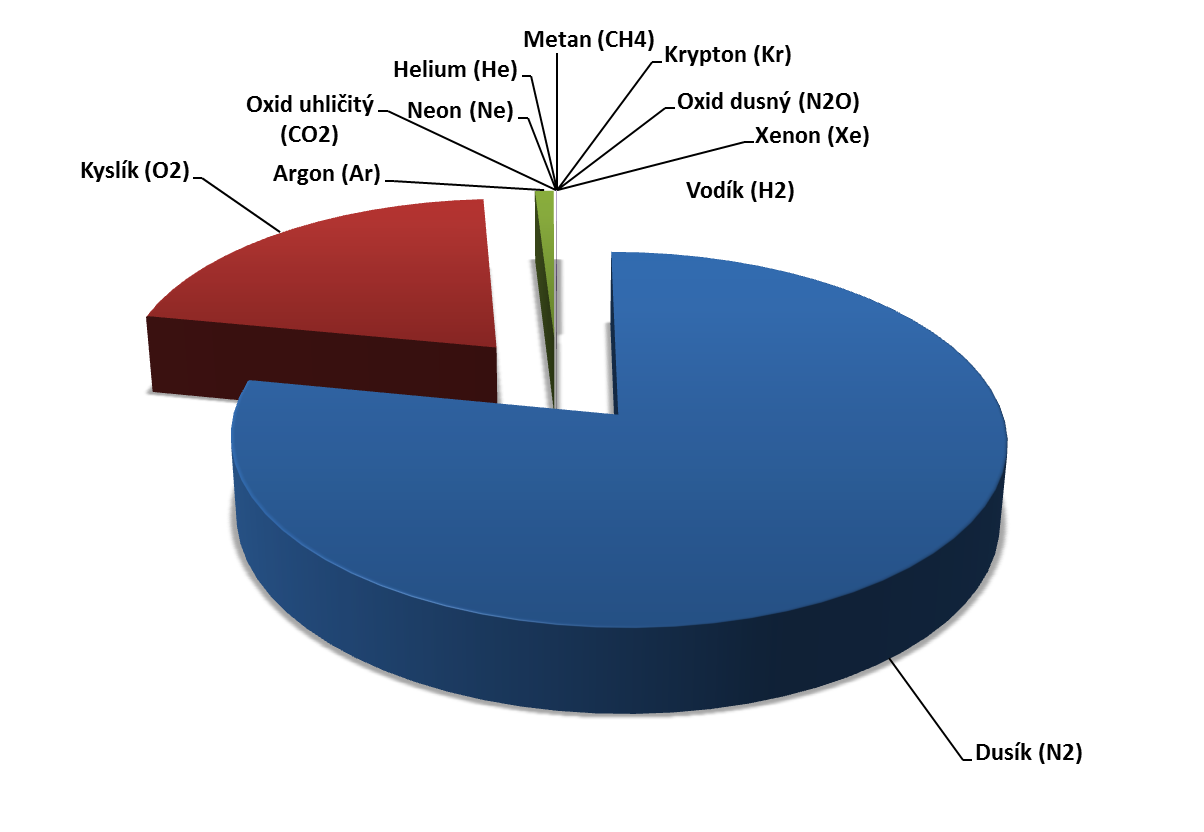 Metan (CH4)
Krypton (Kr)
Helium (He)
Oxid uhličitý
(CO2)
Neon (Ne)
Oxid dusný (N2O)
Xenon (Xe)
Kyslík (O2)
Argon (Ar)
Vodík (H2)
Dusík (N2)